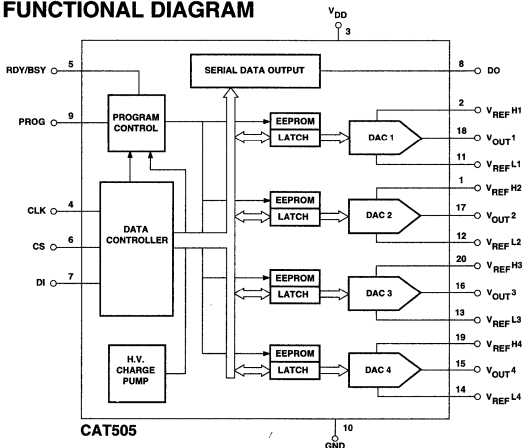 FUNCTIONAL DIAGRAM
VDD
3
RDY/BSY 5
PROG 9
CLK 4
CS 6
DI 7
PROGRAM
CONTROL
DATA
CONTROLLER
H.V.
CHARGE
PUMP
SERIAL DATA OUTPUT
8 DO
EEPROM
LATCH
DAC 1
2 VREFH1
18 VOUT1
11 VREFL1
EEPROM
LATCH
DAC 2
1 VREFH2
17 VOUT2
12 VREFL2
EEPROM
LATCH
DAC 3
20 VREFH3
16 VOUT3
13 VREFL3
EEPROM
LATCH
DAC 4
19 VREFH4
15 VOUT4
14 VREFL4
CAT505
10
GND